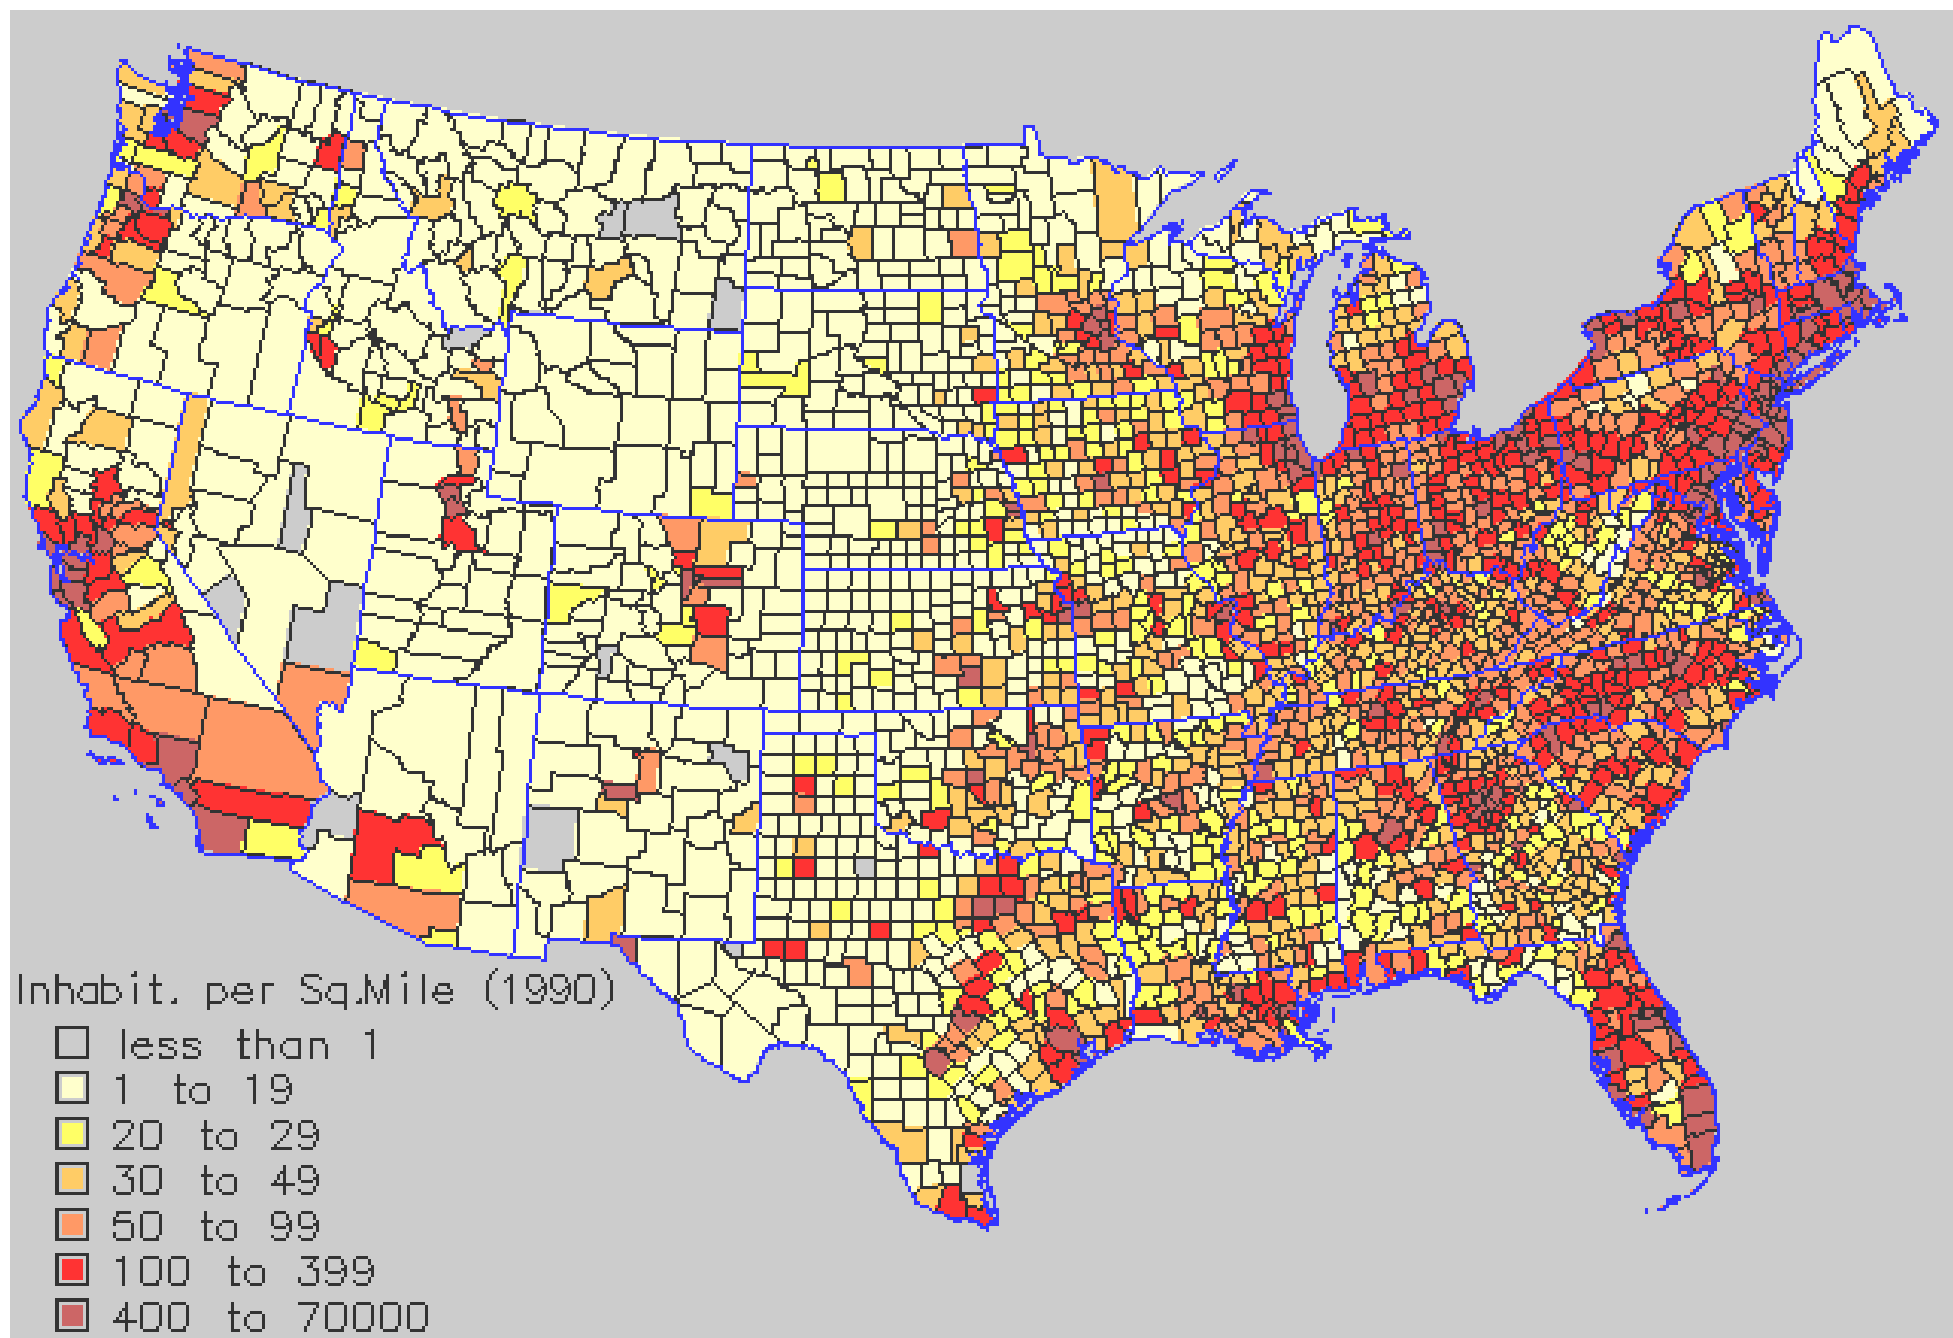 Inhabit. per Sq.Mile (1990)
less than 1
1 to 19
20 to 29
30 to 49
50 to 99
100 to 399
400 to 70000